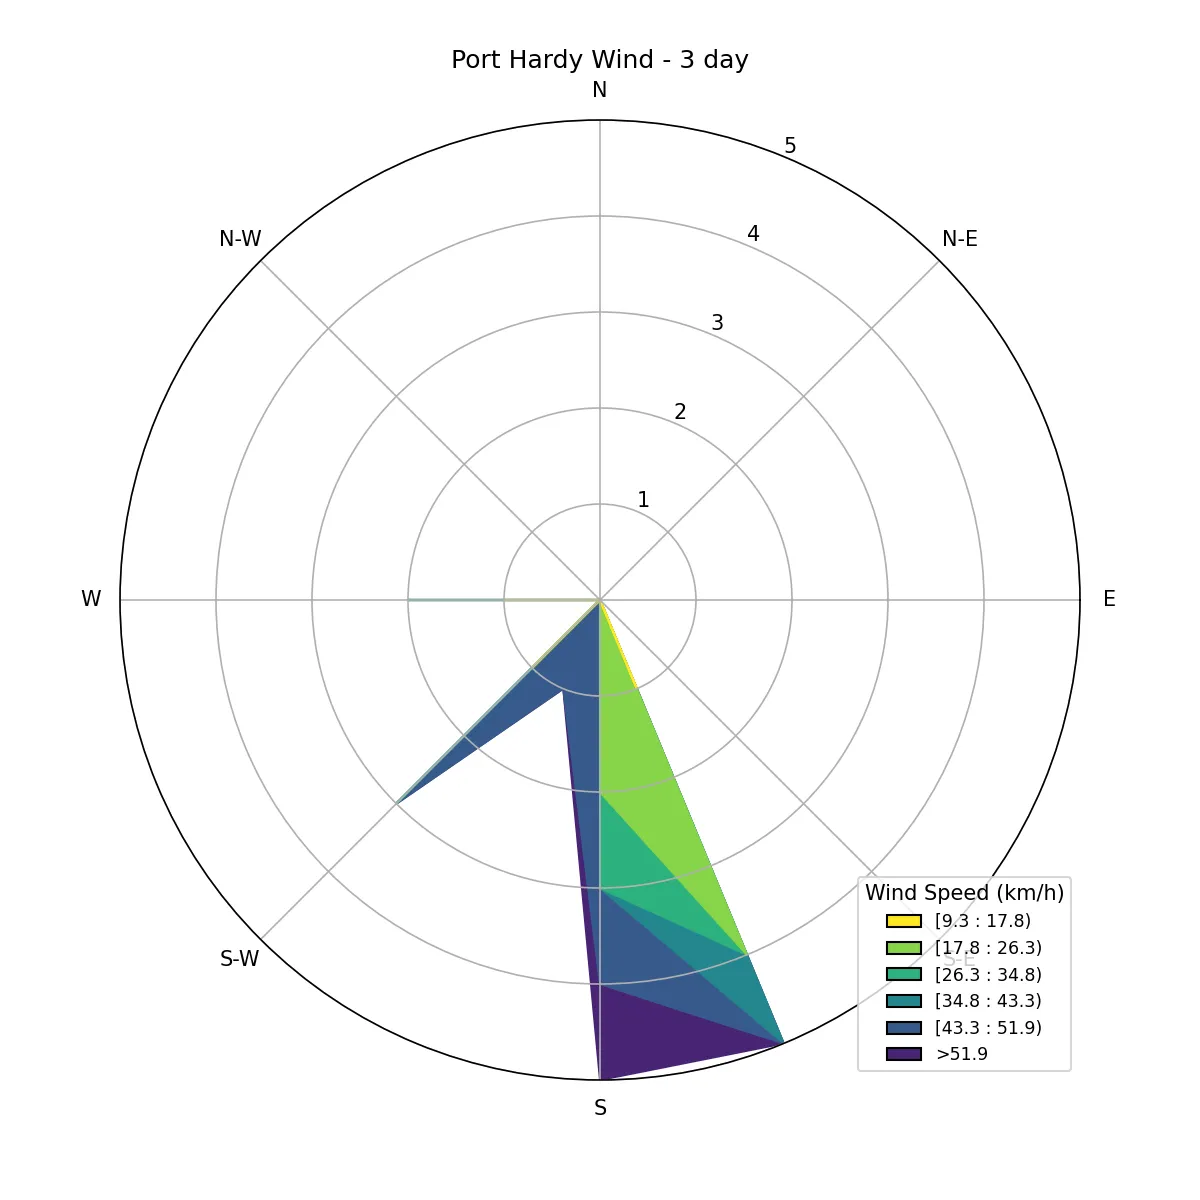 Port Hardy Wind - 3 day
N
5
N-W
N-E
4
3
2
1
W
E
Wind Speed (km/h)
[9.3 : 17.8)
[17.8 : 26.3)
S-W
S-E
[26.3 : 34.8)
[34.8 : 43.3)
[43.3 : 51.9)
>51.9
S